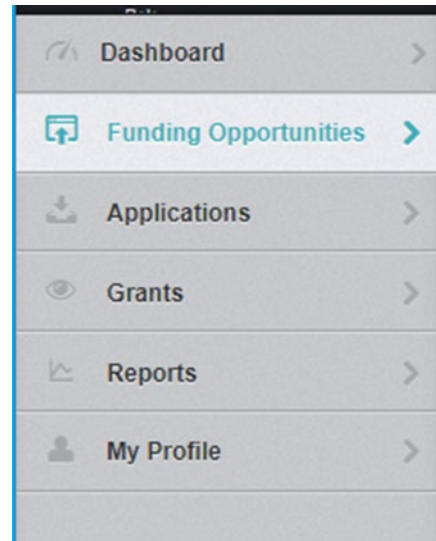 Dashboard
Funding Opportunities
Applications
Grants
Reports
My Profile